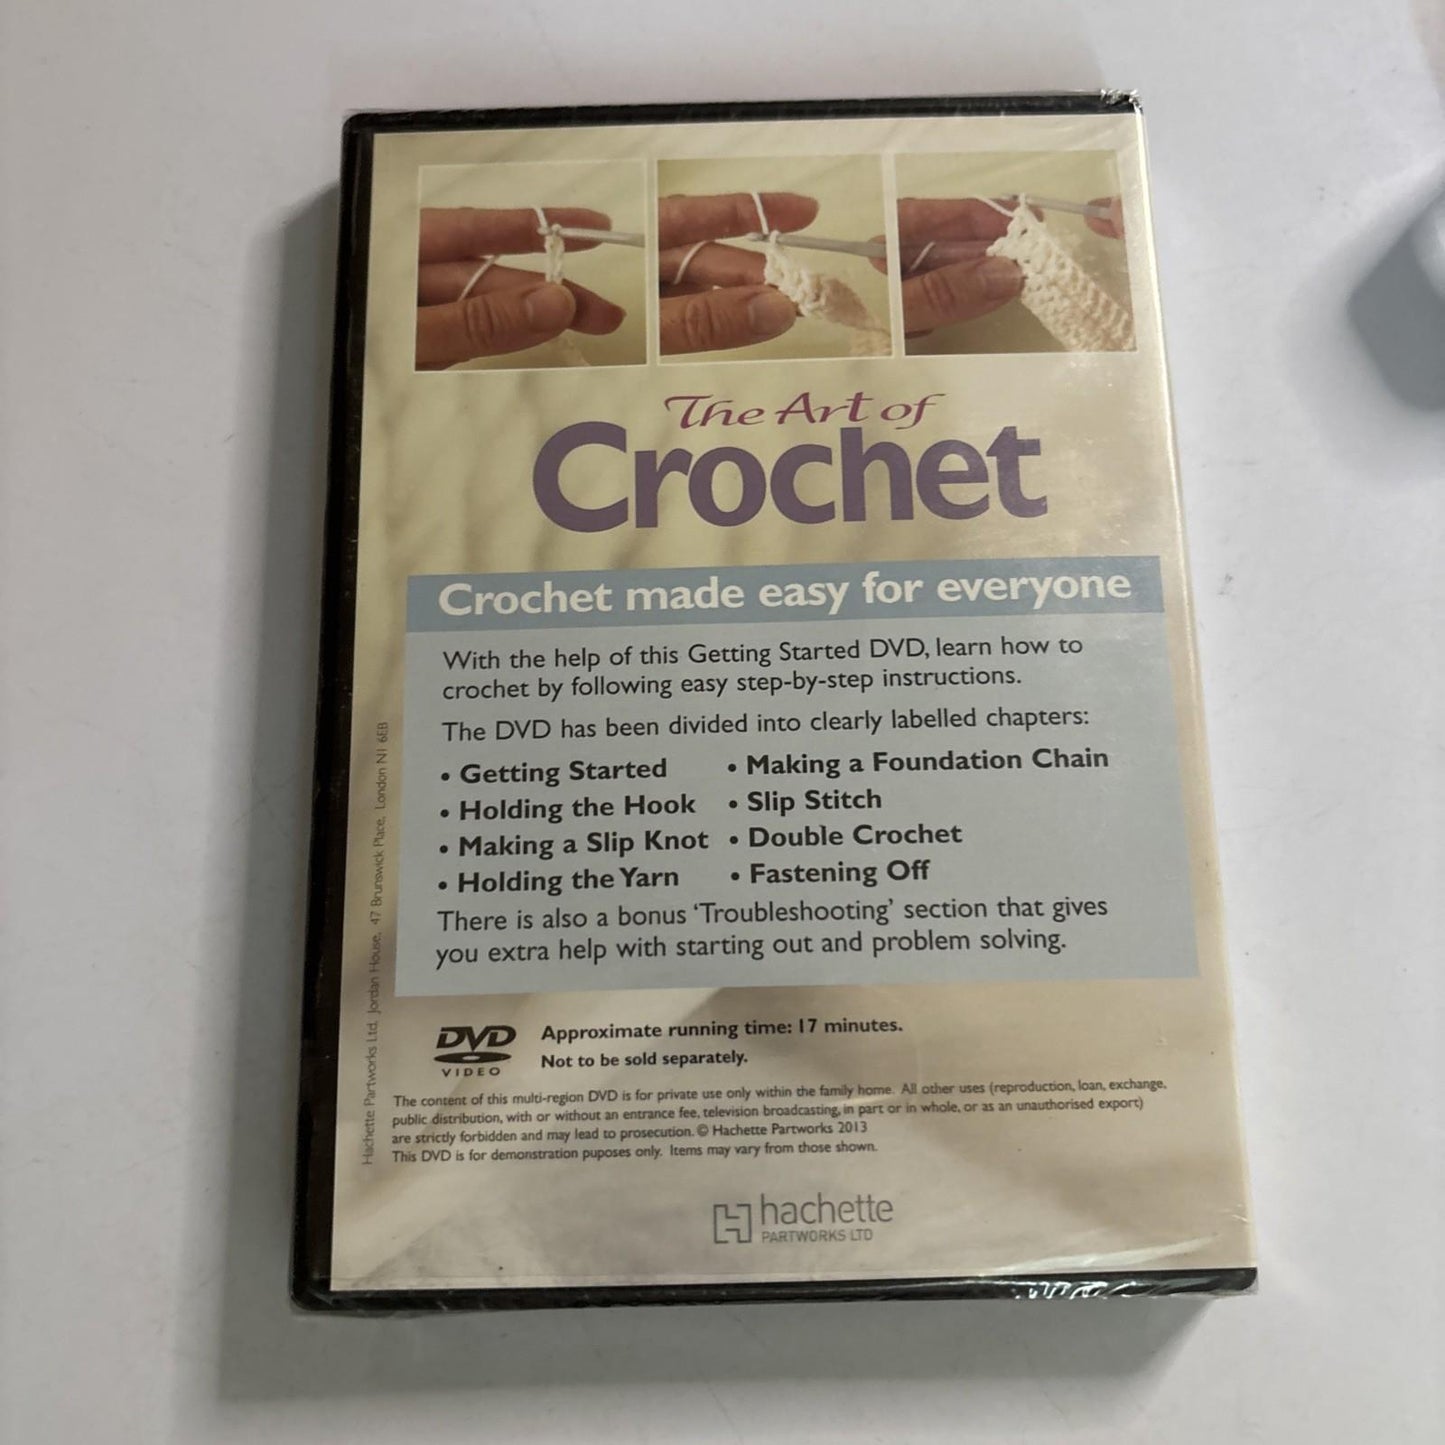 The Art of
Crochet
Crochet made easy for everyone
With the help of this Getting Started DVD, learn how to
crochet by following easy step-by-step instructions.
The DVD has been divided into clearly labelled chapters:
• Getting Started
• Holding the Hook
• Making a Slip Knot
• Holding the Yarn
• Making a Foundation Chain
• Slip Stitch
• Double Crochet
• Fastening Off
There is also a bonus ‘Troubleshooting’ section that gives
you extra help with starting out and problem solving.
DVD
VIDEO
Approximate running time: 17 minutes.
Not to be sold separately.
The content of this multi-region DVD is for private use only within the family home. All other uses (reproduction, loan, exchange,
public distribution, with or without an entrance fee, television broadcasting, in part or in whole, or as an unauthorised export)
are strictly forbidden and may lead to prosecution. © Hachette Partworks 2013
This DVD is for demonstration puposes only. Items may vary from those shown.
hachette
PARTWORKS LTD
Hachette Partworks Ltd. Jordan House, 47 Brunswick Place, London N1 6EB